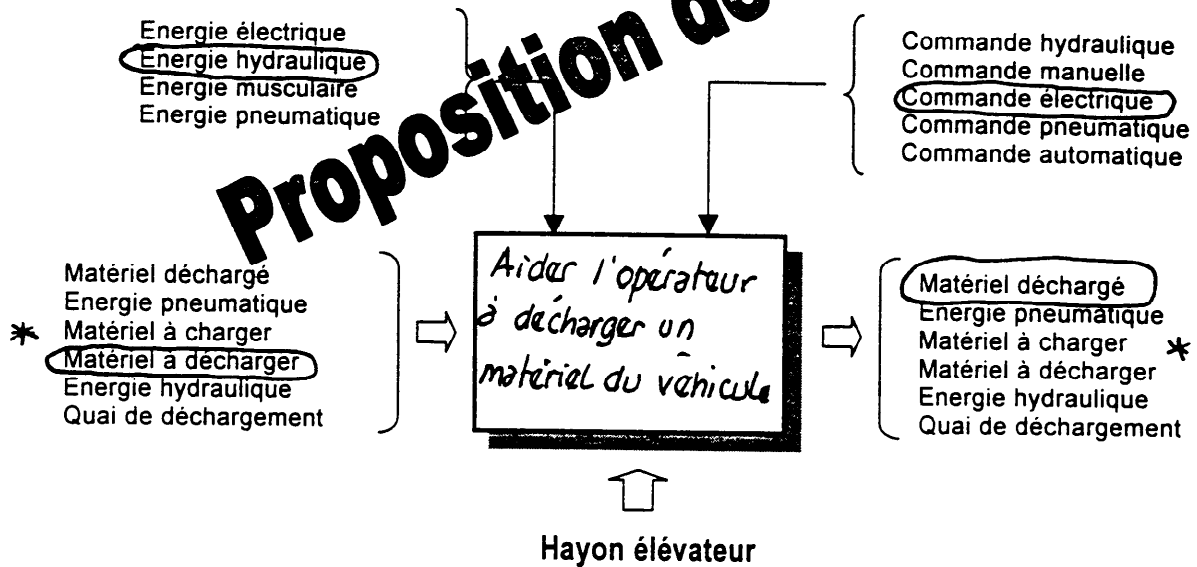 Energie électrique
Energie hydraulique
Energie musculaire
Energie pneumatique
Commande hydraulique
Commande manuelle
Commande électrique
Commande pneumatique
Commande automatique
Proposition de
Matériel déchargé
Energie pneumatique
* Matériel à charger
Matériel à décharger
Energie hydraulique
Quai de déchargement
Aider l'opérateur
à décharger un
matériel du véhicule
Matériel déchargé
Energie pneumatique
Matériel à charger *
Matériel à décharger
Energie hydraulique
Quai de déchargement
Hayon élévateur